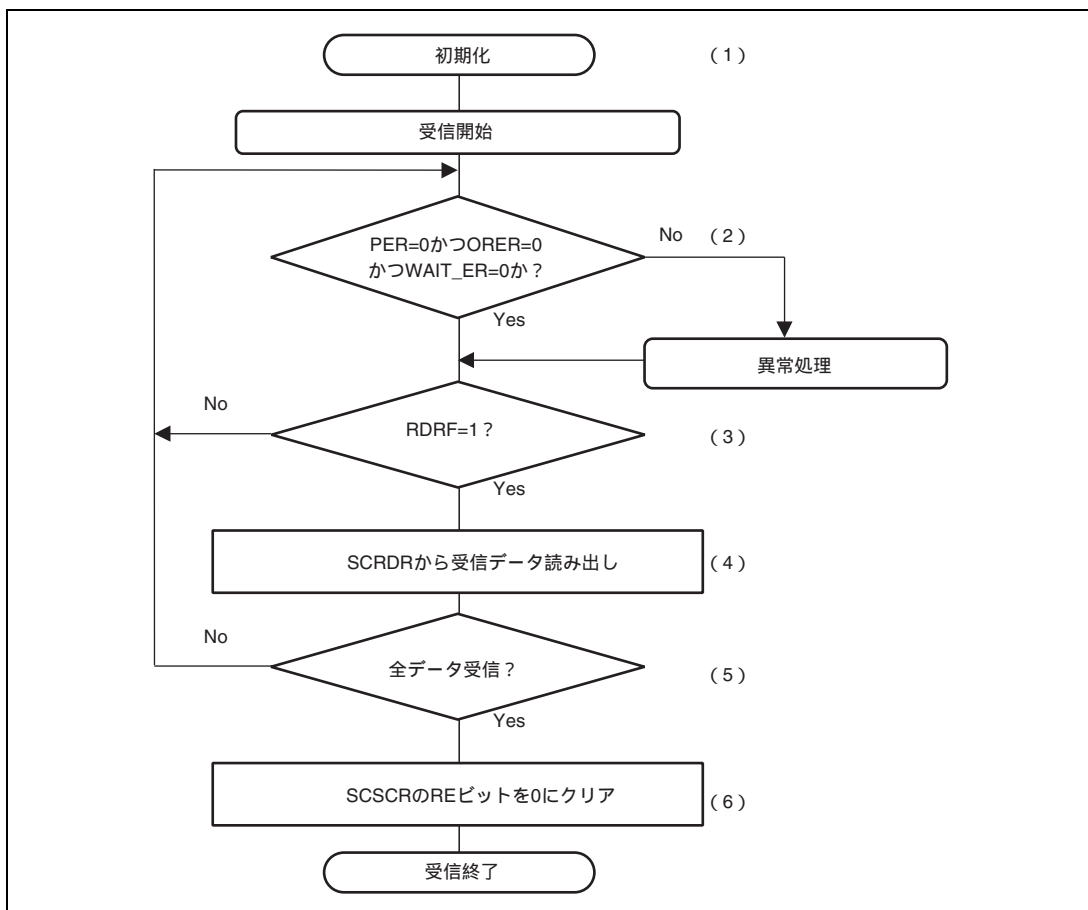 初期化 (1)
受信開始
PER=0かつORER=0
かつWAIT_ER=0か?
No (2)
Yes
異常処理
No
RDRF=1? (3)
Yes
SCRDRから受信データ読み出し (4)
No
全データ受信? (5)
Yes
SCSCRのREビットを0にクリア (6)
受信終了